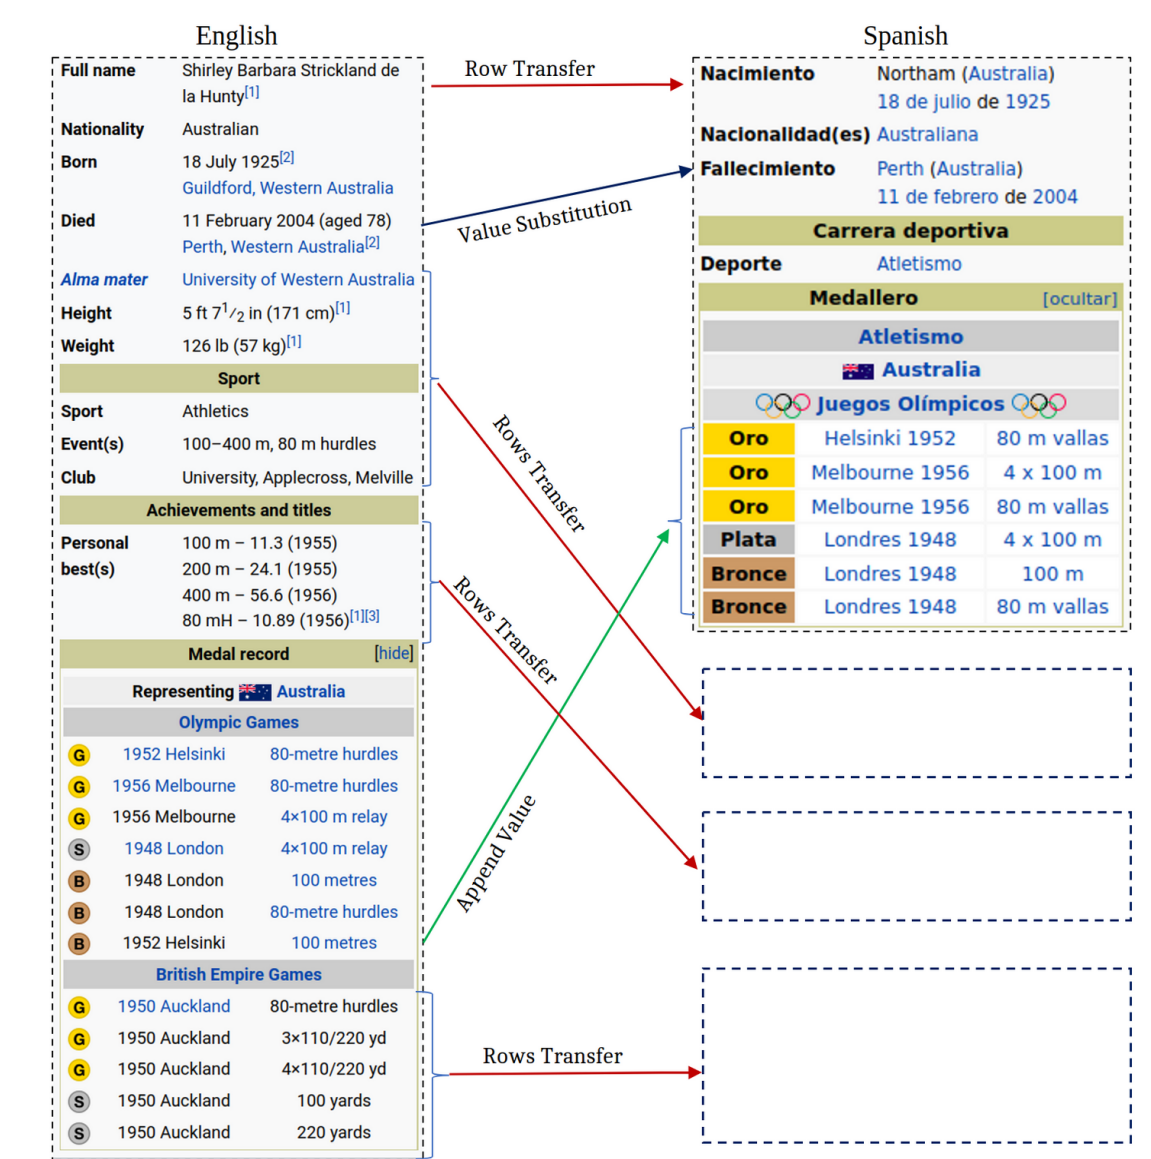 English
Full name Shirley Barbara Strickland de
la Hunty[1]
Nationality Australian
Born 18 July 1925[2]
Guildford, Western Australia
Died 11 February 2004 (aged 78)
Perth, Western Australia[2]
Alma mater University of Western Australia
Height 5 ft 7 1⁄2 in (171 cm)[1]
Weight 126 lb (57 kg)[1]
Sport
Sport Athletics
Event(s) 100–400 m, 80 m hurdles
Club University, Applecross, Melville
Achievements and titles
Personal 100 m – 11.3 (1955)
best(s) 200 m – 24.1 (1955)
400 m – 56.6 (1956)
80 mH – 10.89 (1956)[1][3]
Medal record [hide]
Representing Australia
Olympic Games
G 1952 Helsinki 80-metre hurdles
G 1956 Melbourne 80-metre hurdles
G 1956 Melbourne 4×100 m relay
S 1948 London 4×100 m relay
B 1948 London 100 metres
B 1948 London 80-metre hurdles
B 1952 Helsinki 100 metres
British Empire Games
G 1950 Auckland 80-metre hurdles
G 1950 Auckland 3×110/220 yd
G 1950 Auckland 4×110/220 yd
S 1950 Auckland 100 yards
S 1950 Auckland 220 yards
Row Transfer
Value Substitution
Rows Transfer
Rows Transfer
Append Value
Rows Transfer
Spanish
Nacimiento Northam (Australia)
18 de julio de 1925
Nacionalidad(es) Australiana
Fallecimiento Perth (Australia)
11 de febrero de 2004
Carrera deportiva
Deporte Atletismo
Medallero [ocultar]
Atletismo
Australia
Juegos Olímpicos
Oro Helsinki 1952 80 m vallas
Oro Melbourne 1956 4 x 100 m
Oro Melbourne 1956 80 m vallas
Plata Londres 1948 4 x 100 m
Bronce Londres 1948 100 m
Bronce Londres 1948 80 m vallas